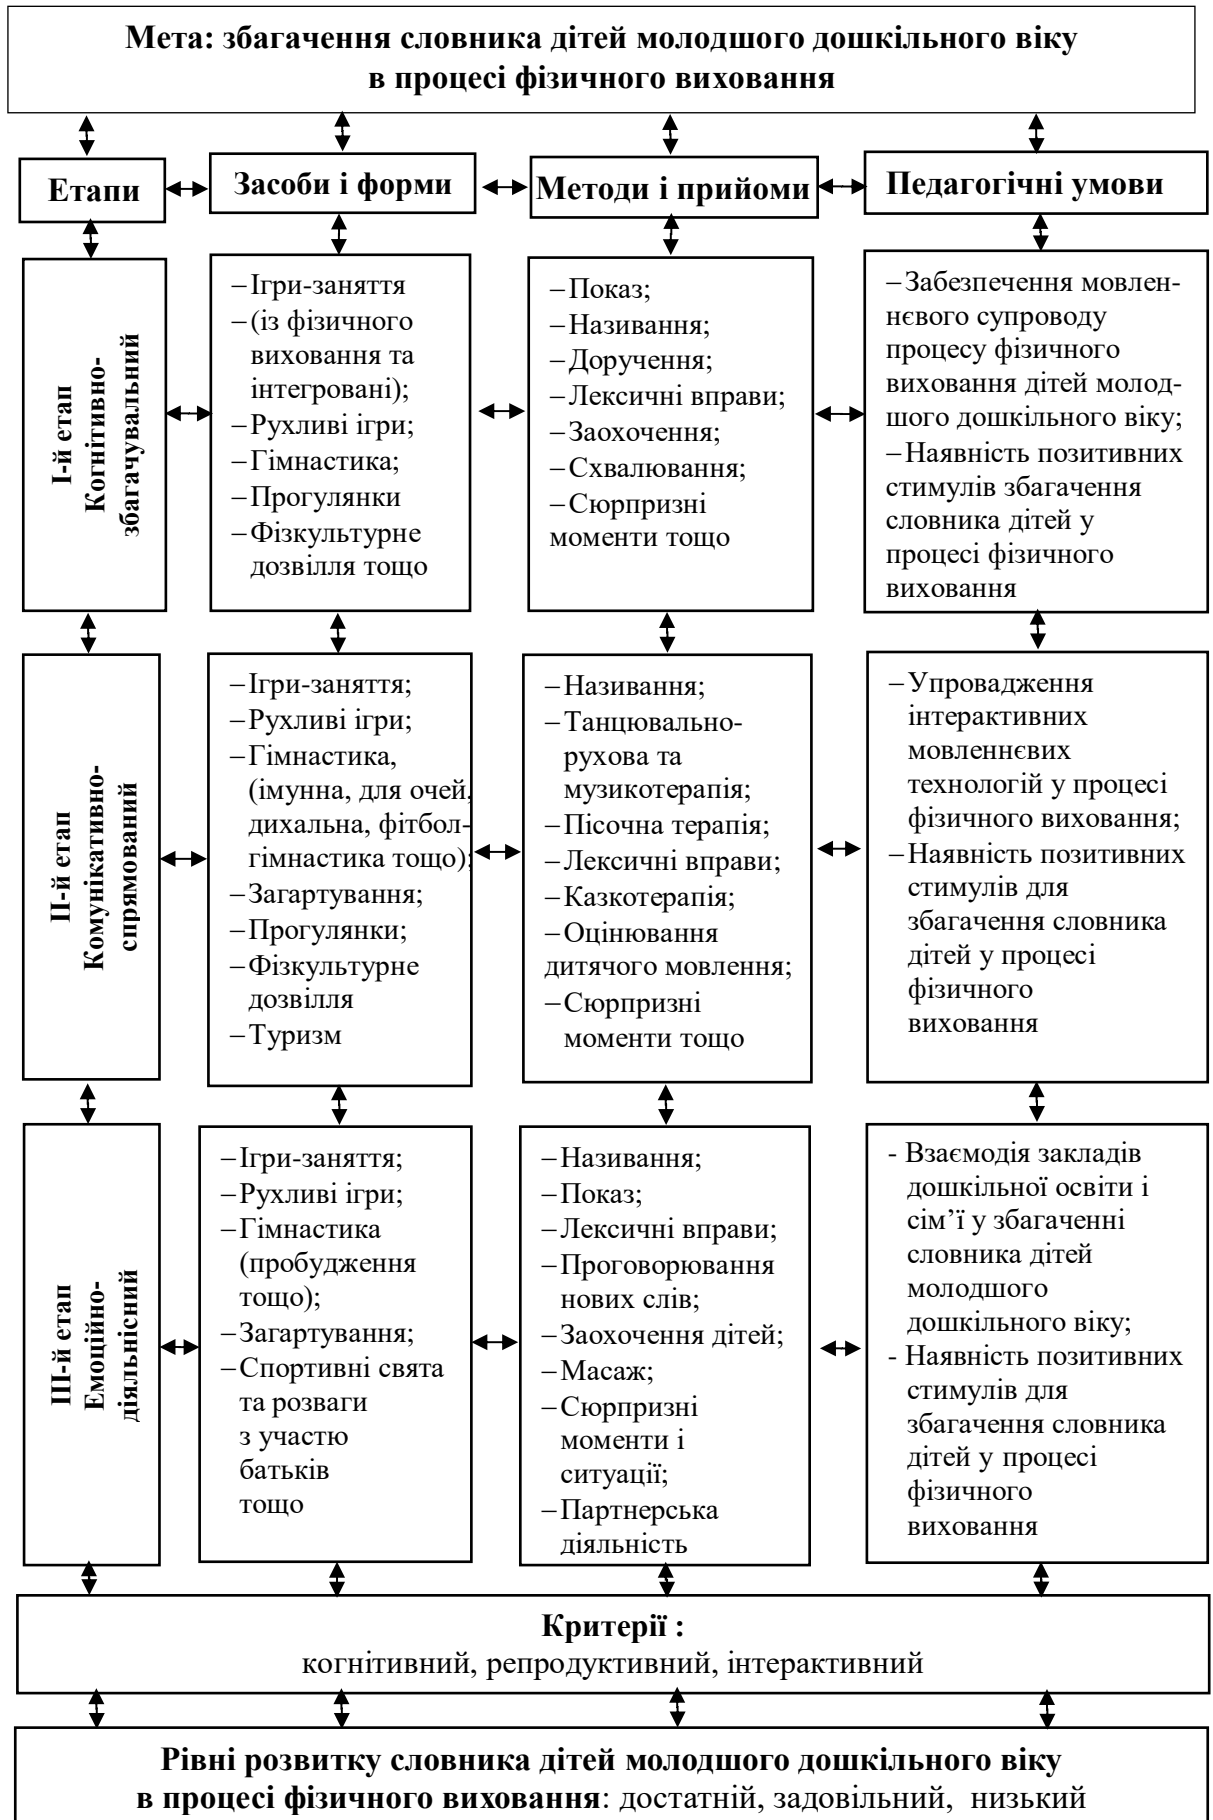 Мета: збагачення словника дітей молодшого дошкільного віку
в процесі фізичного виховання
Етапи
Засоби і форми
Методи і прийоми
Педагогічні умови
І-й етап
Когнітивно-
збагачувальний
–Ігри-заняття
–(із фізичного
виховання та
інтегровані);
–Рухливі ігри;
–Гімнастика;
–Прогулянки
–Фізкультурне
дозвілля тощо
–Показ;
–Називання;
–Доручення;
–Лексичні вправи;
–Заохочення;
–Схвалювання;
–Сюрпризні
моменти тощо
–Забезпечення мовлен-
нєвого супроводу
процесу фізичного
виховання дітей молод-
шого дошкільного віку;
–Наявність позитивних
стимулів збагачення
словника дітей у
процесі фізичного
виховання
ІІ-й етап
Комунікативно-
спрямований
–Ігри-заняття;
–Рухливі ігри;
–Гімнастика,
(імунна, для очей,
дихальна, фітбол-
гімнастика тощо);
–Загартування;
–Прогулянки;
–Фізкультурне
дозвілля
–Туризм
–Називання;
–Танцювально-
рухова та
музикотерапія;
–Пісочна терапія;
–Лексичні вправи;
–Казкотерапія;
–Оцінювання
дитячого мовлення;
–Сюрпризні
моменти тощо
–Упровадження
інтерактивних
мовленнєвих
технологій у процесі
фізичного виховання;
–Наявність позитивних
стимулів для
збагачення словника
дітей у процесі
фізичного
виховання
ІІІ-й етап
Емоційно-
діяльнісний
–Ігри-заняття;
–Рухливі ігри;
–Гімнастика
(пробудження
тощо);
–Загартування;
–Спортивні свята
та розваги
з участю
батьків
тощо
–Називання;
–Показ;
–Лексичні вправи;
–Проговорювання
нових слів;
–Заохочення дітей;
–Масаж;
–Сюрпризні
моменти і
ситуації;
–Партнерська
діяльність
- Взаємодія закладів
дошкільної освіти і
сім’ї у збагаченні
словника дітей
молодшого
дошкільного віку;
- Наявність позитивних
стимулів для
збагачення словника
дітей у процесі
фізичного
виховання
Критерії :
когнітивний, репродуктивний, інтерактивний
Рівні розвитку словника дітей молодшого дошкільного віку
в процесі фізичного виховання: достатній, задовільний, низький